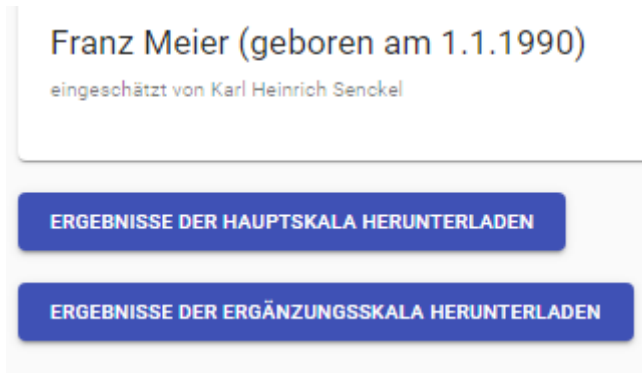 Franz Meier (geboren am 1.1.1990)
eingeschätzt von Karl Heinrich Senckel
ERGEBNISSE DER HAUPTSKALA HERUNTERLADEN
ERGEBNISSE DER ERGÄNZUNGSSKALA HERUNTERLADEN